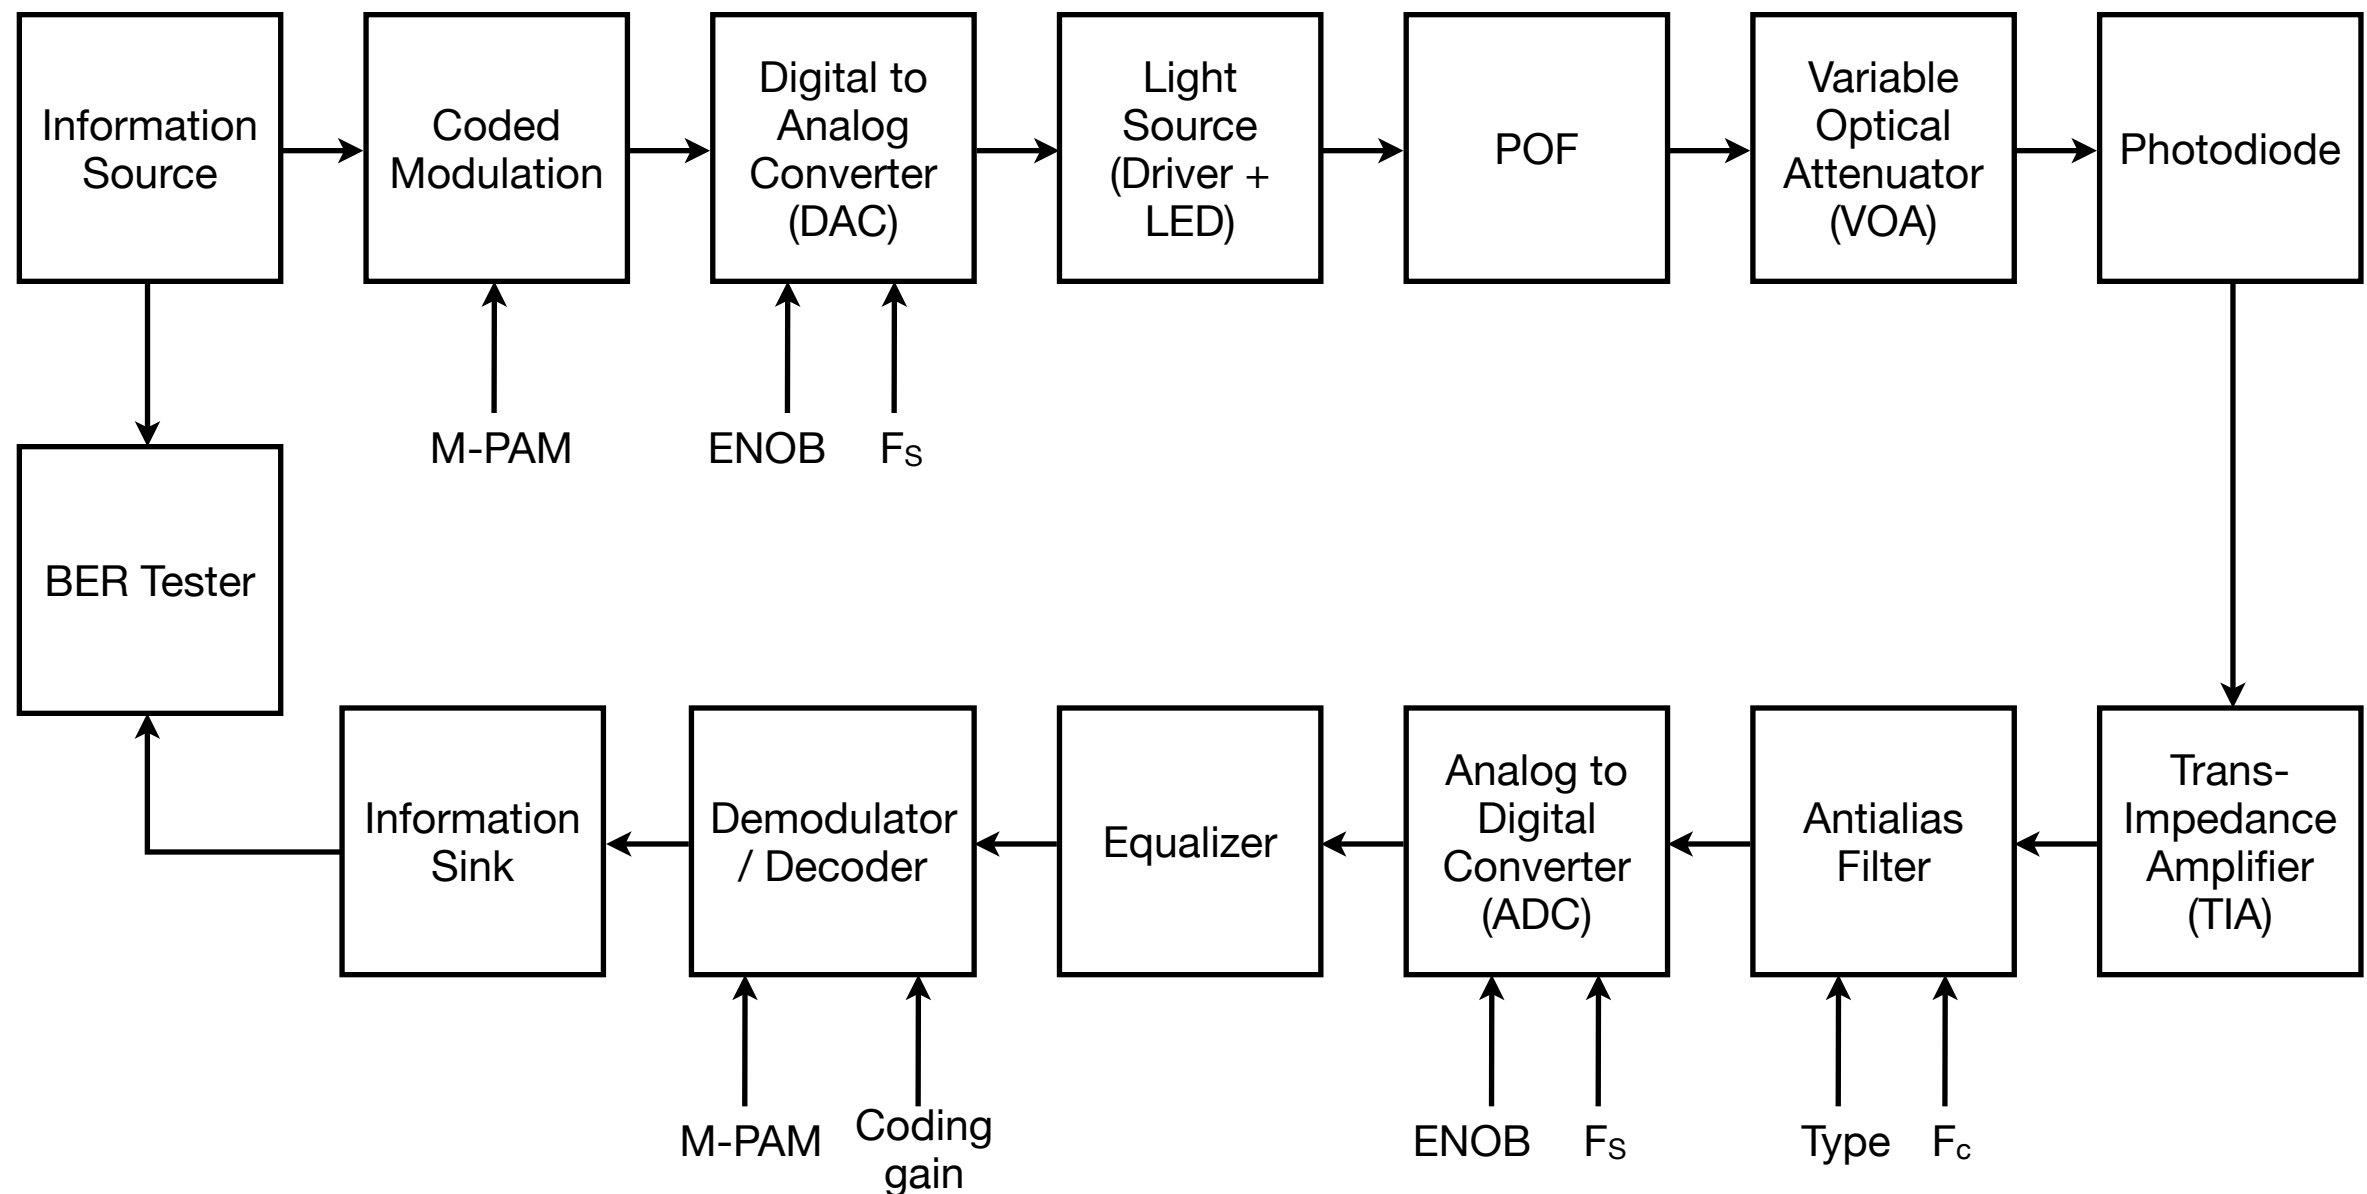 Information
Source
Coded
Modulation
Digital to
Analog
Converter
(DAC)
Light
Source
(Driver +
LED)
POF
Variable
Optical
Attenuator
(VOA)
Photodiode
M-PAM
ENOB
FS
BER Tester
Information
Sink
Demodulator
/ Decoder
Equalizer
Analog to
Digital
Converter
(ADC)
Antialias
Filter
Trans-
Impedance
Amplifier
(TIA)
M-PAM
Coding
gain
ENOB
FS
Type
Fc